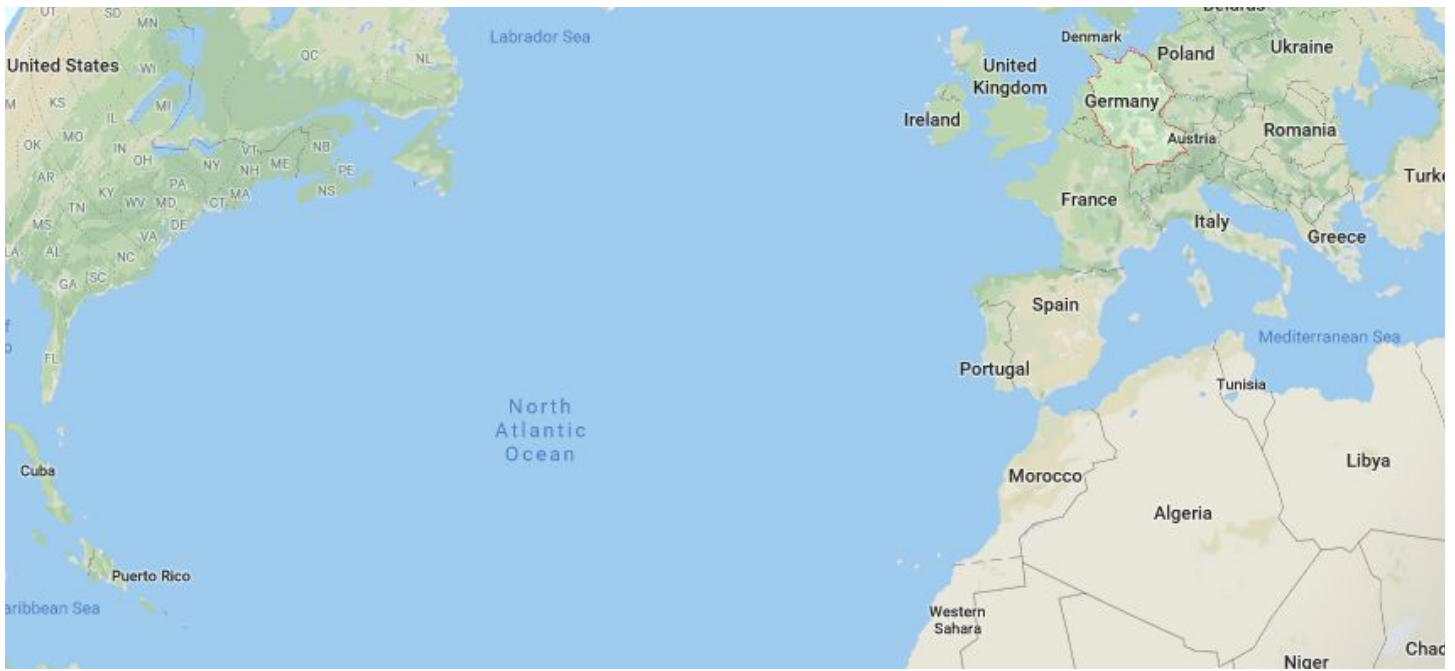 UT
SD
MN
United States
WI
QC
NL
Labrador Sea
KS
IL
MI
MO
OK
IN
OH
NY
VT
NH
ME
NB
PE
NS
AR
KY
PA
MA
CT
TN
WV
MD
DE
MS
VA
AL
NC
GA
SC
FL
Cuba
Puerto Rico
North
Atlantic
Ocean
Denmark
United
Kingdom
Ireland
Germany
Poland
Ukraine
Austria
Romania
France
Italy
Greece
Spain
Portugal
Mediterranean Sea
Tunisia
Morocco
Algeria
Libya
Western
Sahara
Niger